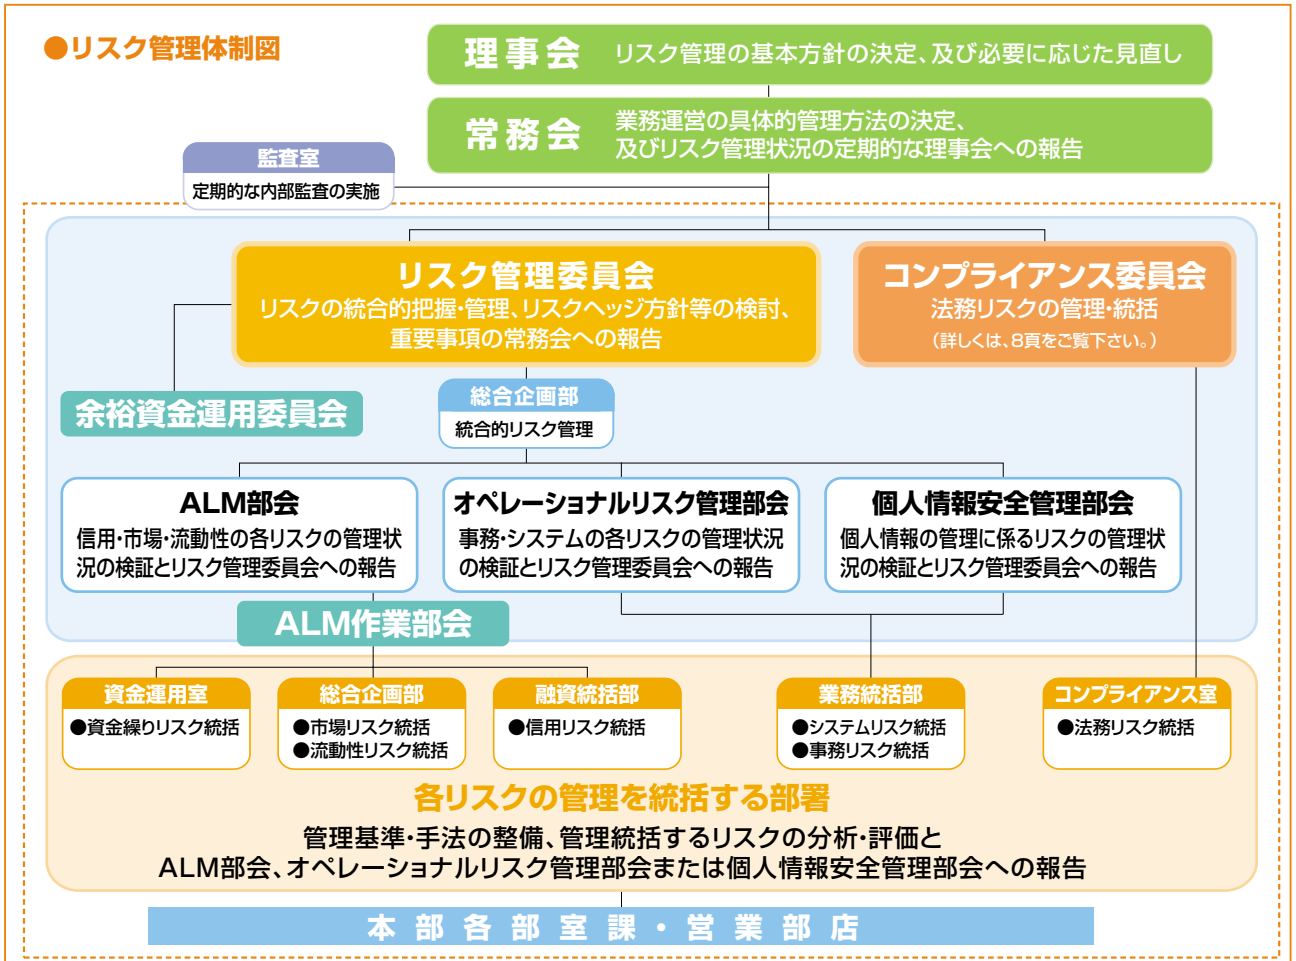 ●リスク管理体制図
理事会 リスク管理の基本方針の決定、及び必要に応じた見直し
常務会 業務運営の具体的管理方法の決定、
及びリスク管理状況の定期的な理事会への報告
監査室
定期的な内部監査の実施
リスク管理委員会
リスクの統合的把握・管理、リスクヘッジ方針等の検討、
重要事項の常務会への報告
コンプライアンス委員会
法務リスクの管理・統括
（詳しくは、8頁をご覧下さい。）
余裕資金運用委員会
総合企画部
統合的リスク管理
ALM部会
信用・市場・流動性の各リスクの管理状
況の検証とリスク管理委員会への報告
オペレーショナルリスク管理部会
事務・システムの各リスクの管理状況
の検証とリスク管理委員会への報告
個人情報安全管理部会
個人情報の管理に係るリスクの管理状
況の検証とリスク管理委員会への報告
ALM作業部会
資金運用室
●資金繰りリスク統括
総合企画部
●市場リスク統括
●流動性リスク統括
融資統括部
●信用リスク統括
業務統括部
●システムリスク統括
●事務リスク統括
コンプライアンス室
●法務リスク統括
各リスクの管理を統括する部署
管理基準・手法の整備、管理統括するリスクの分析・評価と
ALM部会、オペレーショナルリスク管理部会または個人情報安全管理部会への報告
本部各部室課・営業部店